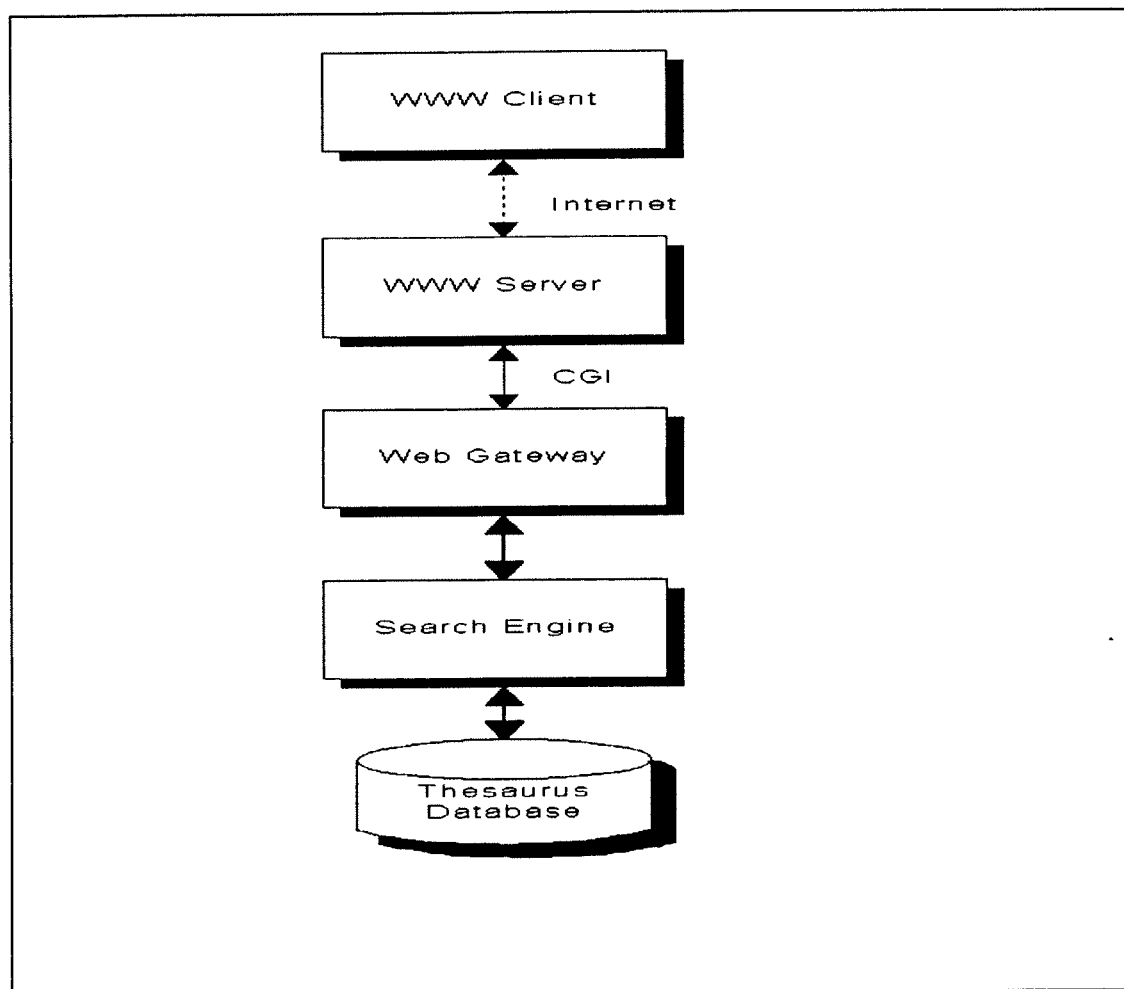 WWW Client
Internet
WWW Server
CGI
Web Gateway
Search Engine
Thesaurus
Database